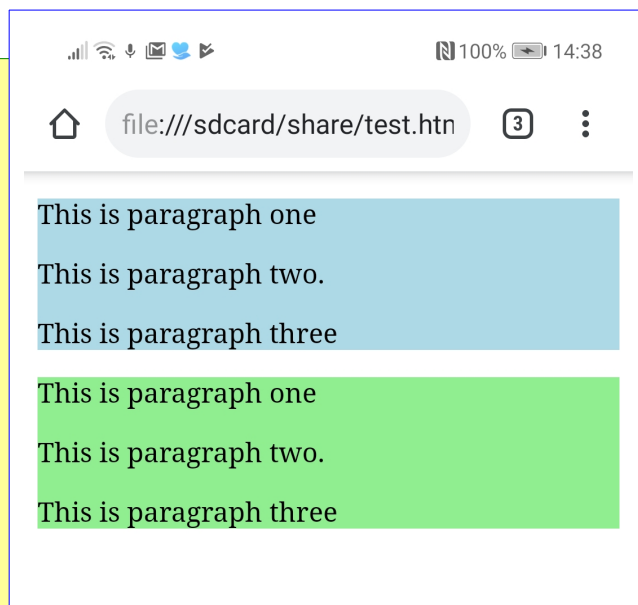 100% 14:38
file:///sdcard/share/test.htn
3
This is paragraph one
This is paragraph two.
This is paragraph three
This is paragraph one
This is paragraph two.
This is paragraph three